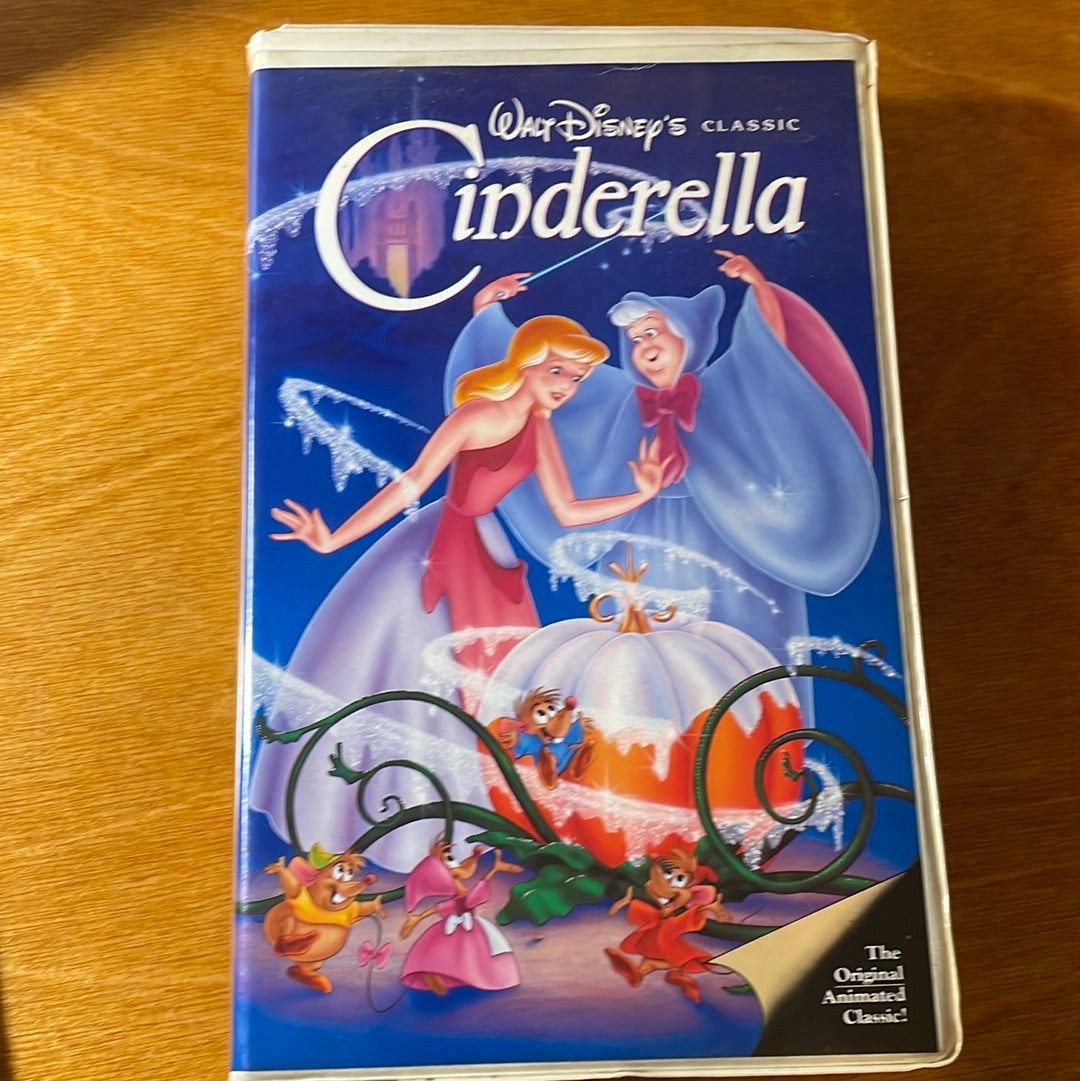 Walt Disney's CLASSIC
Cinderella
The
Original
Animated
Classic!